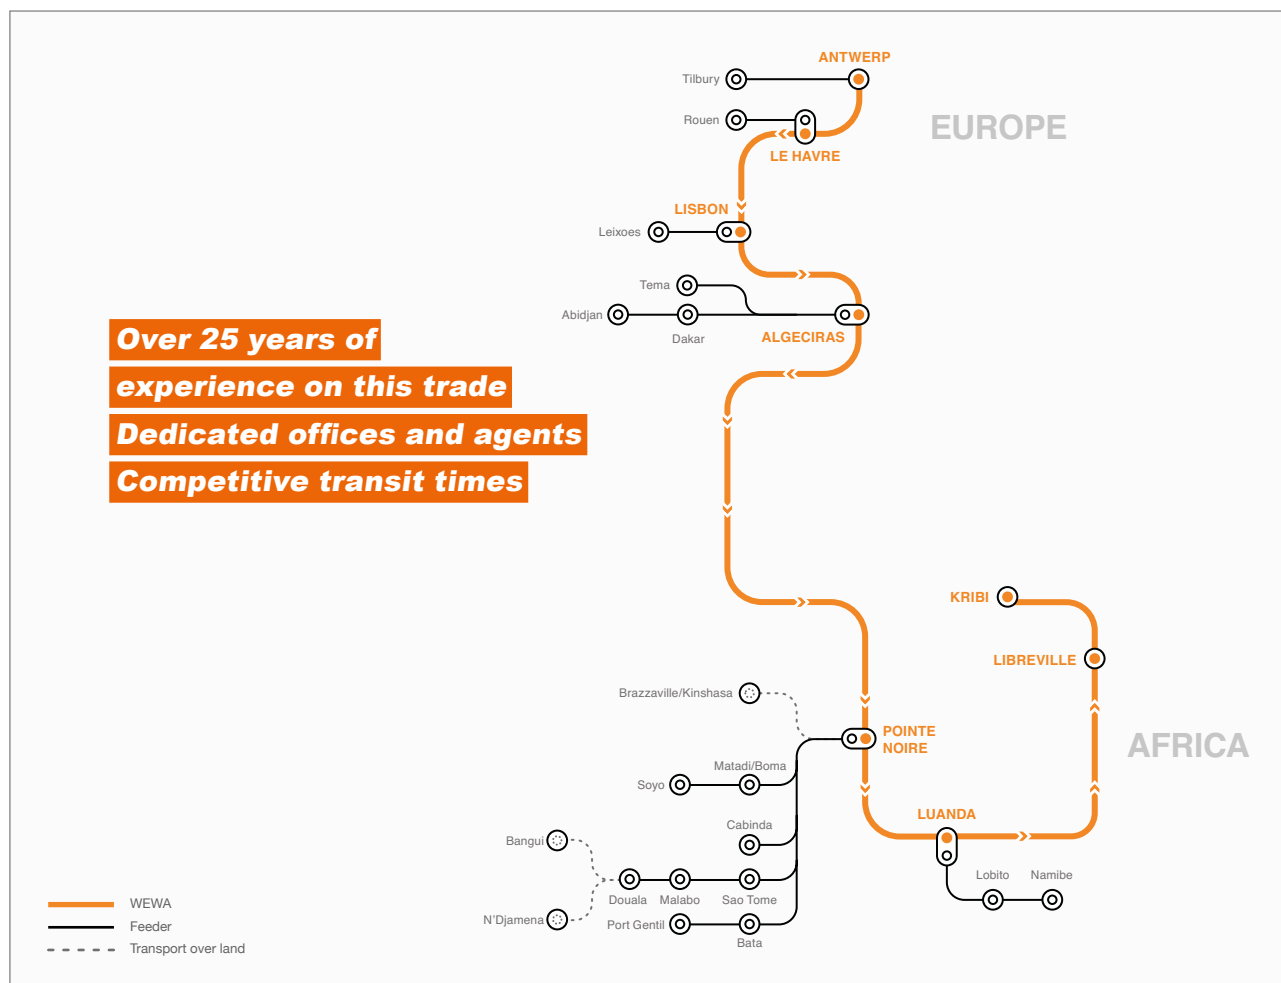 ANTWERP
Tilbury
EUROPE
Rouen
LE HAVRE
LISBON
Leixoes
Tema
Abidjan
Dakar
ALGECIRAS
Over 25 years of
experience on this trade
Dedicated offices and agents
Competitive transit times
KRIBI
LIBREVILLE
Brazzaville/Kinshasa
POINTE
NOIRE
AFRICA
Matadi/Boma
Soyo
LUANDA
Cabinda
Bangui
Lobito
Namibe
Douala
Malabo
Sao Tome
N'Djamena
Port Gentil
Bata
WEWA
Feeder
Transport over land